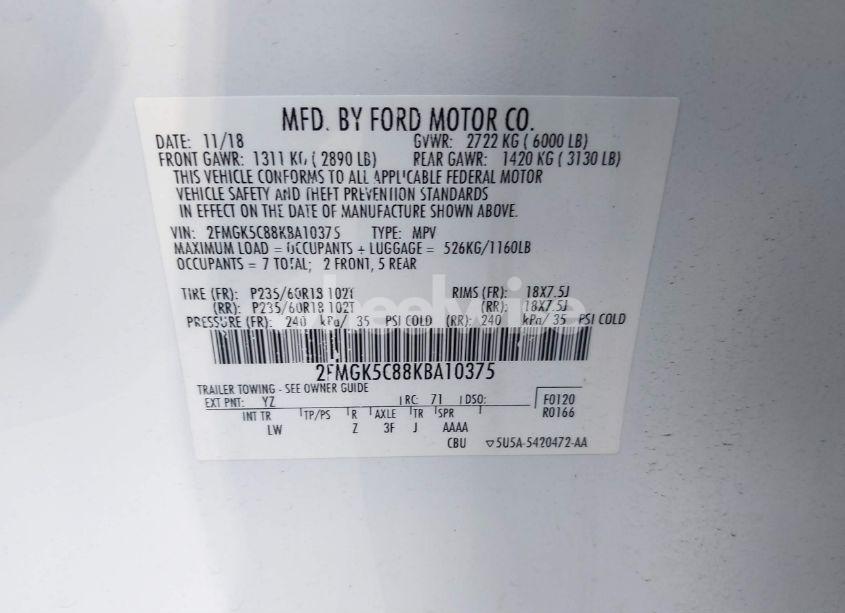 MFD. BY FORD MOTOR CO.
DATE: 11/18 GVWR: 2722 KG ( 6000 LB)
FRONT GAWR: 1311 KG ( 2890 LB) REAR GAWR: 1420 KG ( 3130 LB)
THIS VEHICLE CONFORMS TO ALL APPLICABLE FEDERAL MOTOR
VEHICLE SAFETY AND THEFT PREVENTION STANDARDS
IN EFFECT ON THE DATE OF MANUFACTURE SHOWN ABOVE.
VIN: 2FMGK5C88KBA10375 TYPE: MPV
MAXIMUM LOAD = OCCUPANTS + LUGGAGE = 526KG/1160LB
OCCUPANTS = 7 TOTAL; 2 FRONT, 5 REAR
TIRE (FR): P235/60R18 102T RIMS (FR): 18X7.5J
(RR): P235/60R18 102T (RR): 18X7.5J
PRESSURE (FR): 240 kPa/ 35 PSI COLD (RR): 240 kPa/ 35 PSI COLD
2FMGK5C88KBA10375
TRAILER TOWING - SEE OWNER GUIDE
EXT PNT: YZ RC: 71 DSO: F0120
INT TR TP/PS R AXLE TR SPR R0166
LW Z 3F J AAAA
CBU ▽5U5A-5420472-AA